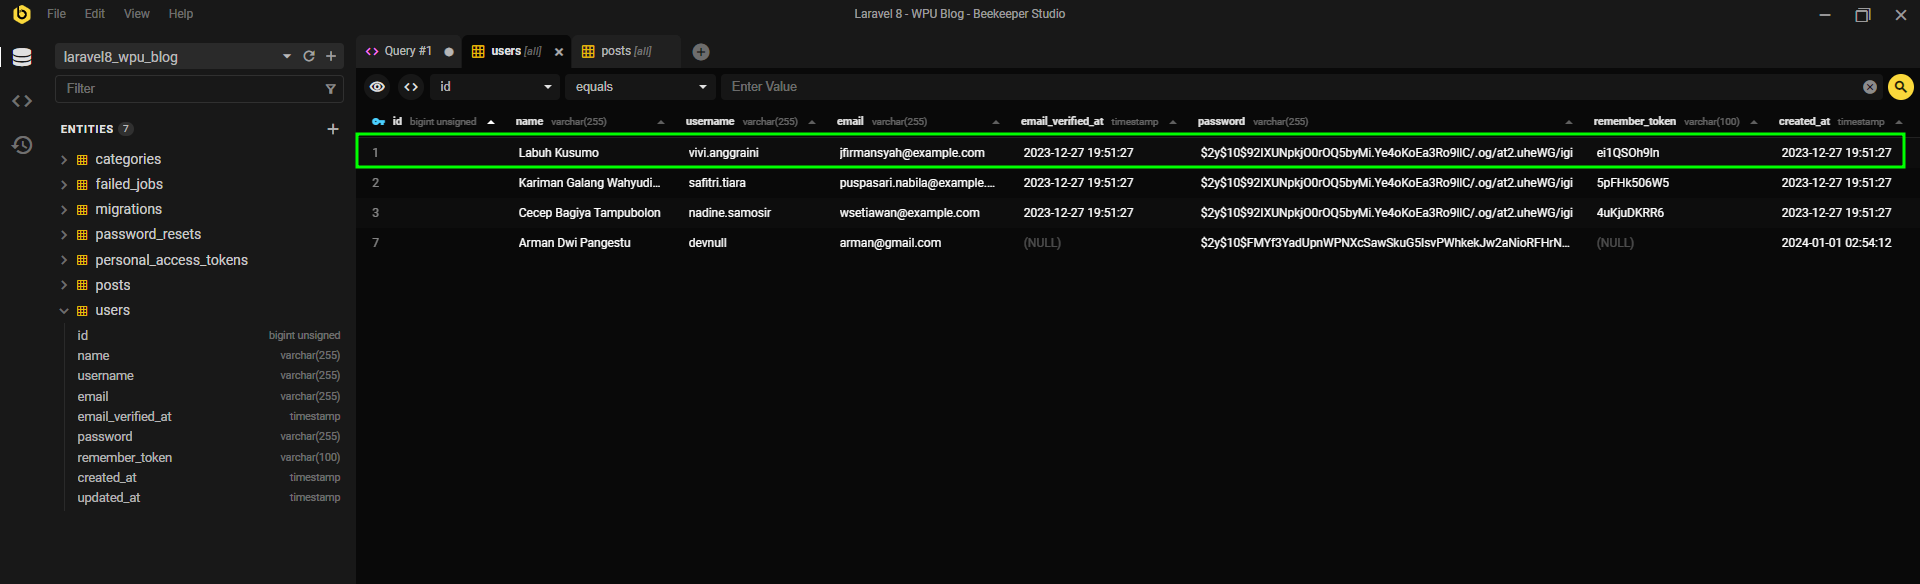 File Edit View Help
Laravel 8 - WPU Blog - Beekeeper Studio
laravel8_wpu_blog
Filter
ENTITIES 7
categories
failed_jobs
migrations
password_resets
personal_access_tokens
posts
users
id bigint unsigned
name varchar(255)
username varchar(255)
email varchar(255)
email_verified_at timestamp
password varchar(255)
remember_token varchar(100)
created_at timestamp
updated_at timestamp
Query #1 users [all] posts [all]
id equals Enter Value
id bigint unsigned name varchar(255) username varchar(255) email varchar(255) email_verified_at timestamp password varchar(255) remember_token varchar(100) created_at timestamp
1 Labuh Kusumo vivi.anggraini jfirmansyah@example.com 2023-12-27 19:51:27 $2y$10$92IXUNpkjO0rOQ5byMi.Ye4oKoEa3Ro9llC/.og/at2.uheWG/igi ei1QSOh9In 2023-12-27 19:51:27
2 Kariman Galang Wahyudi... safitri.tiara puspasari.nabila@example.... 2023-12-27 19:51:27 $2y$10$92IXUNpkjO0rOQ5byMi.Ye4oKoEa3Ro9llC/.og/at2.uheWG/igi 5pFHk506W5 2023-12-27 19:51:27
3 Cecep Bagiya Tampubolon nadine.samosir wsetiawan@example.com 2023-12-27 19:51:27 $2y$10$92IXUNpkjO0rOQ5byMi.Ye4oKoEa3Ro9llC/.og/at2.uheWG/igi 4uKjuDKRR6 2023-12-27 19:51:27
7 Arman Dwi Pangestu devnull arman@gmail.com (NULL) $2y$10$FMYf3YadUpnWPNXcSawSkuG5IsvPWhkekJw2aNioRFHrN... (NULL) 2024-01-01 02:54:12